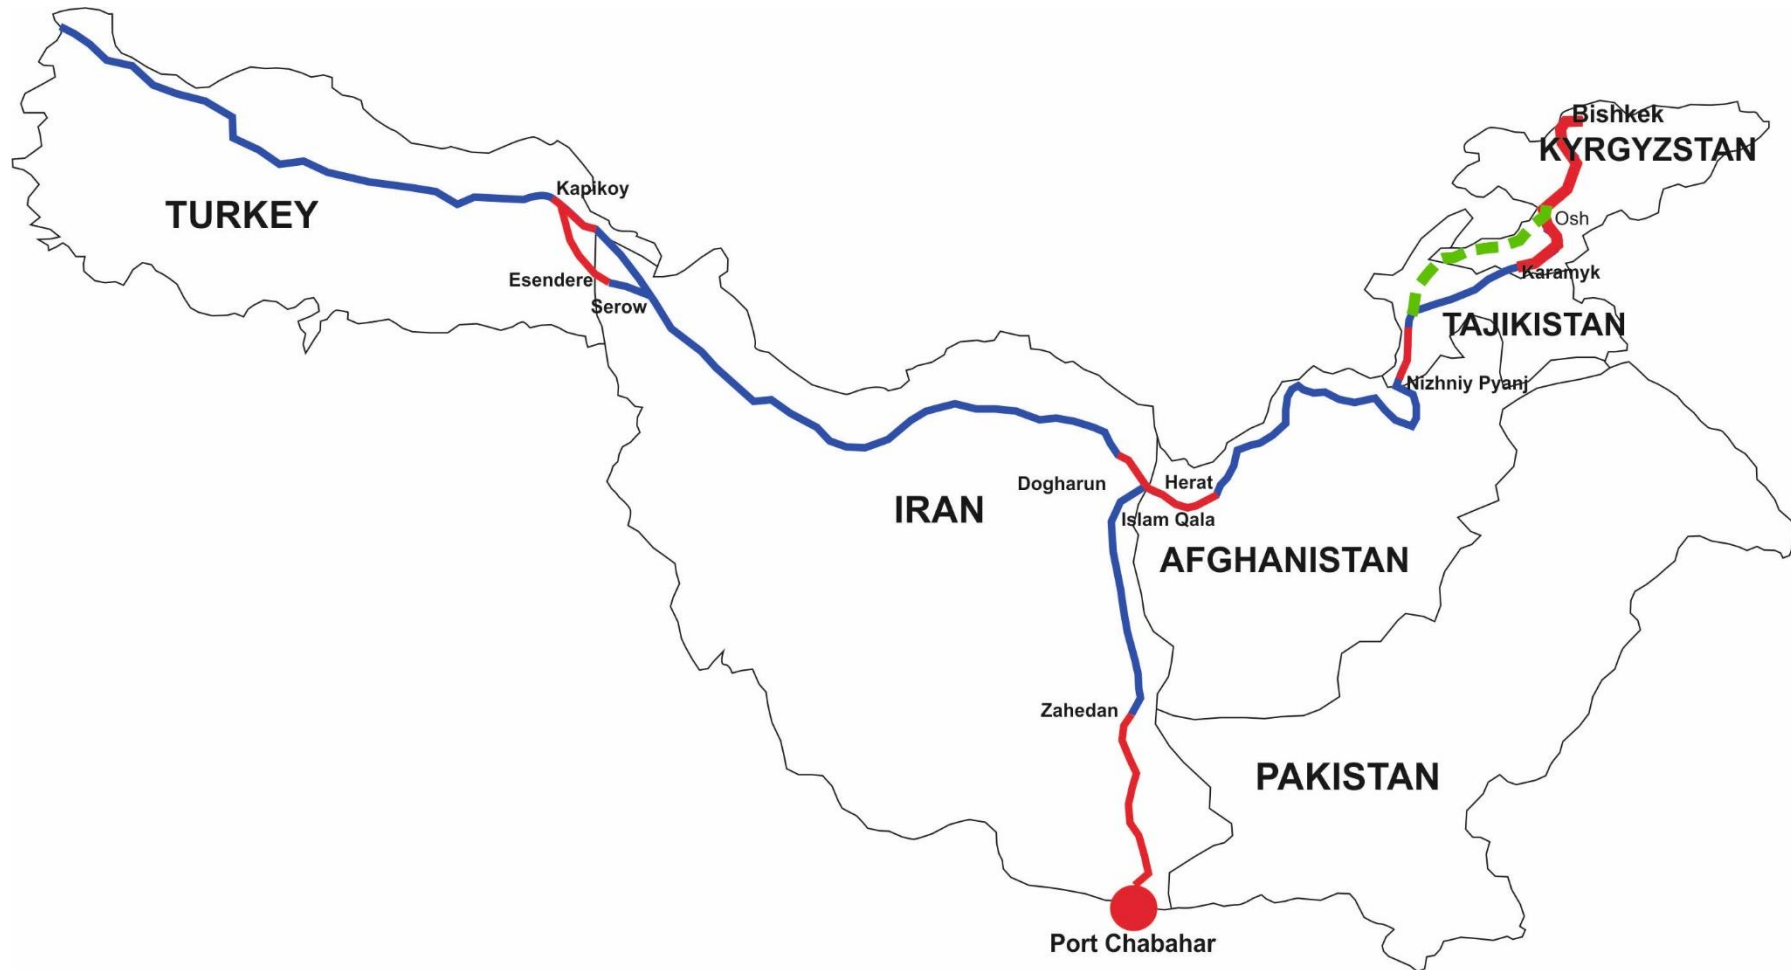 Bishkek
KYRGYZSTAN
Kapikoy
TURKEY
Osh
Esendere
Karamyk
Serow
TAJIKISTAN
Nizhniy Pyanj
Dogharun
Herat
IRAN
Islam Qala
AFGHANISTAN
Zahedan
PAKISTAN
Port Chabahar